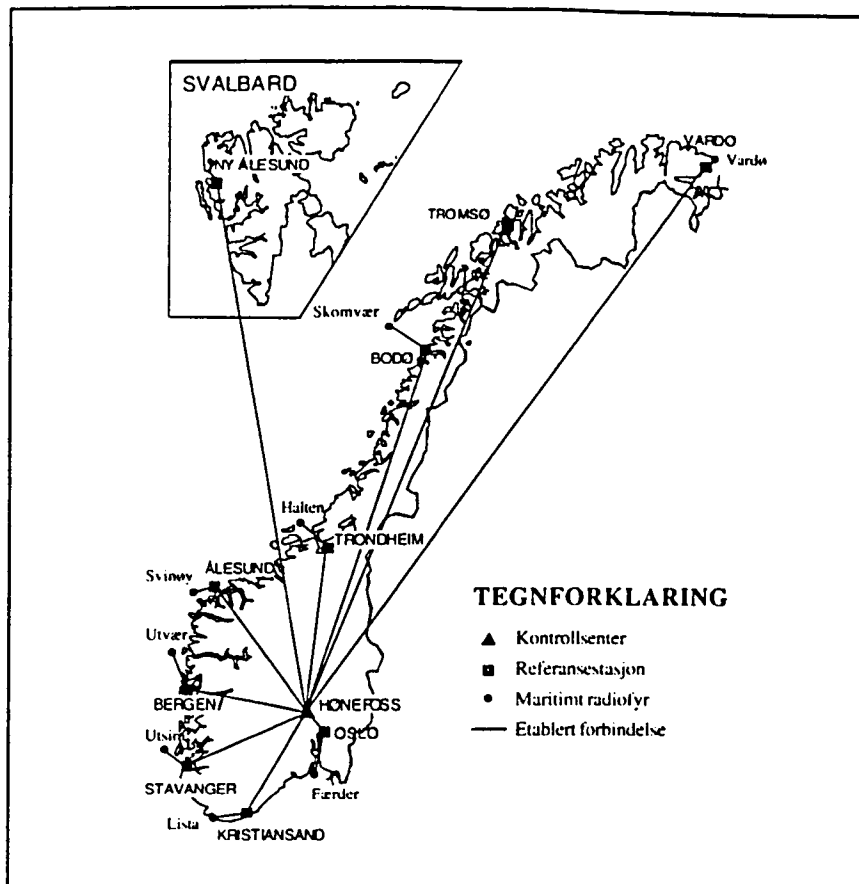 SVALBARD
NY ÅLESUND
VARDØ
Vardø
TROMSØ
Skomvær
BODØ
Halten
TRONDHEIM
ÅLESUND
Svinøy
Utvær
BERGEN
HØNEFOSS
OSLO
Utsira
STAVANGER
Færder
Lista
KRISTIANSAND
TEGNFORKLARING
Kontrollsenter
Referansestasjon
Maritimt radiofyr
Etablert forbindelse